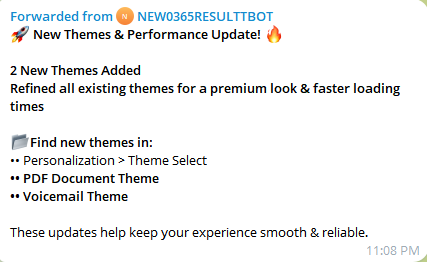 Forwarded from N NEW0365RESULTTBOT
🚀 New Themes & Performance Update! 🔥
2 New Themes Added
Refined all existing themes for a premium look & faster loading
times
📂Find new themes in:
•• Personalization > Theme Select
•• PDF Document Theme
•• Voicemail Theme
These updates help keep your experience smooth & reliable.
11:08 PM